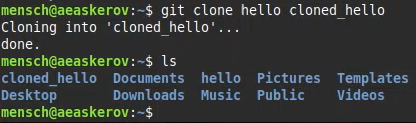 mensch@aeaskerov:~$ git clone hello cloned_hello
Cloning into 'cloned_hello'...
done.
mensch@aeaskerov:~$ ls
cloned_hello  Documents  hello  Pictures  Templates
Desktop       Downloads  Music  Public    Videos
mensch@aeaskerov:~$